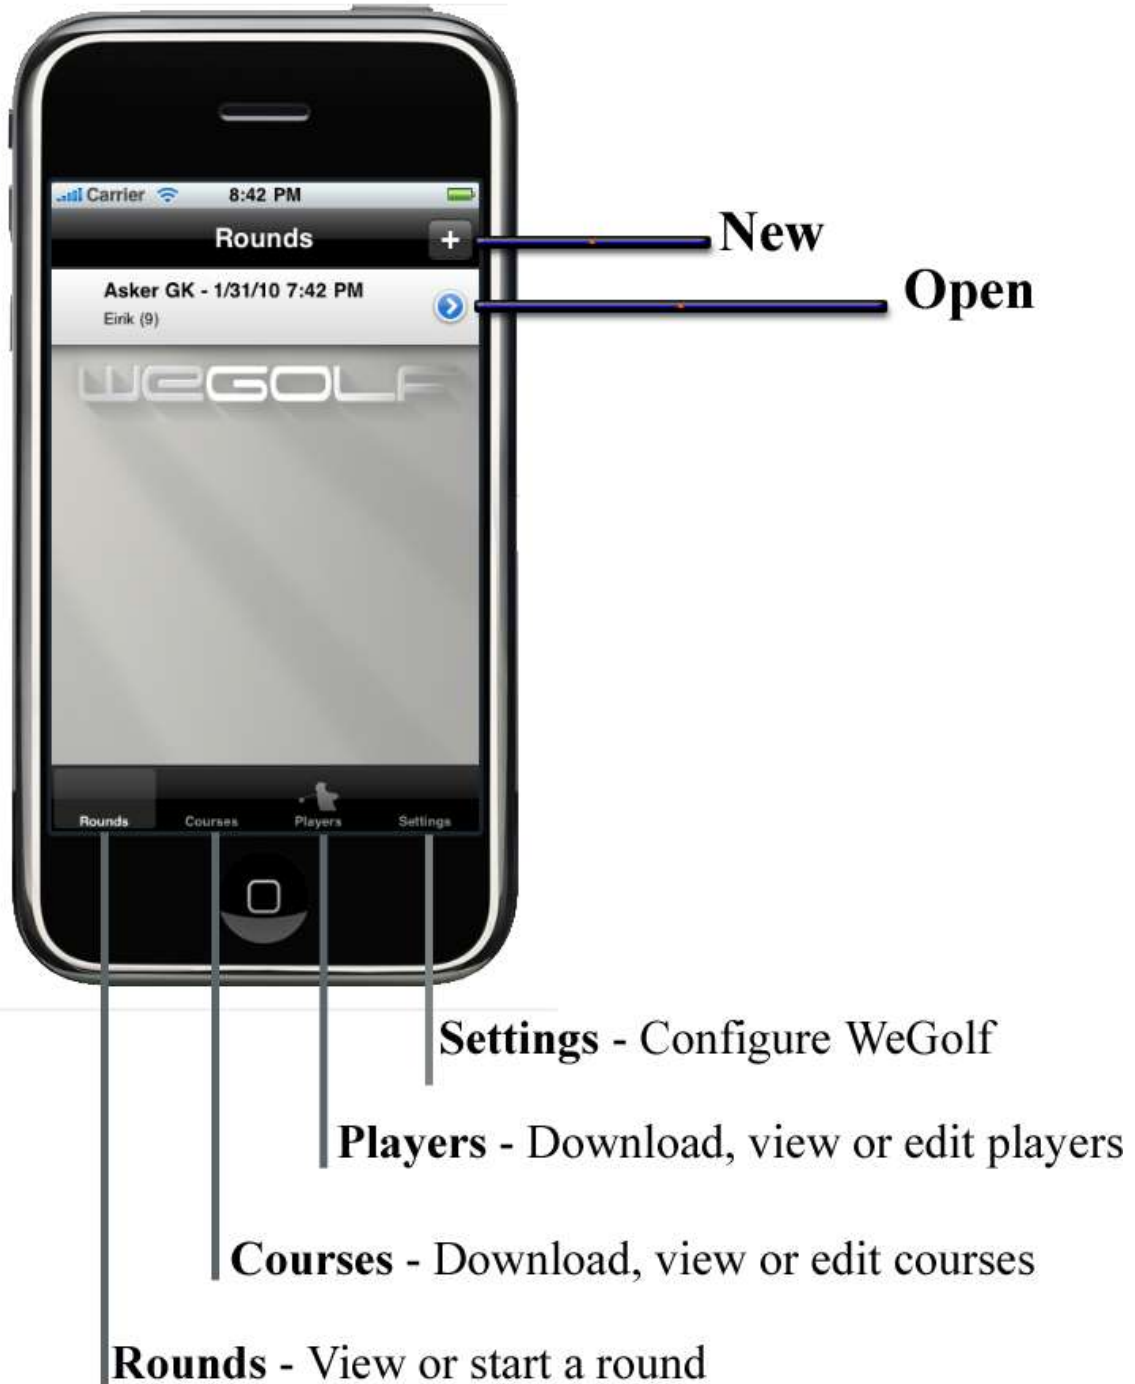 Carrier 8:42 PM
Rounds +
New
Asker GK - 1/31/10 7:42 PM
Eirik (9)
Open
WEGOLF
Rounds Courses Players Settings
Settings - Configure WeGolf
Players - Download, view or edit players
Courses - Download, view or edit courses
Rounds - View or start a round